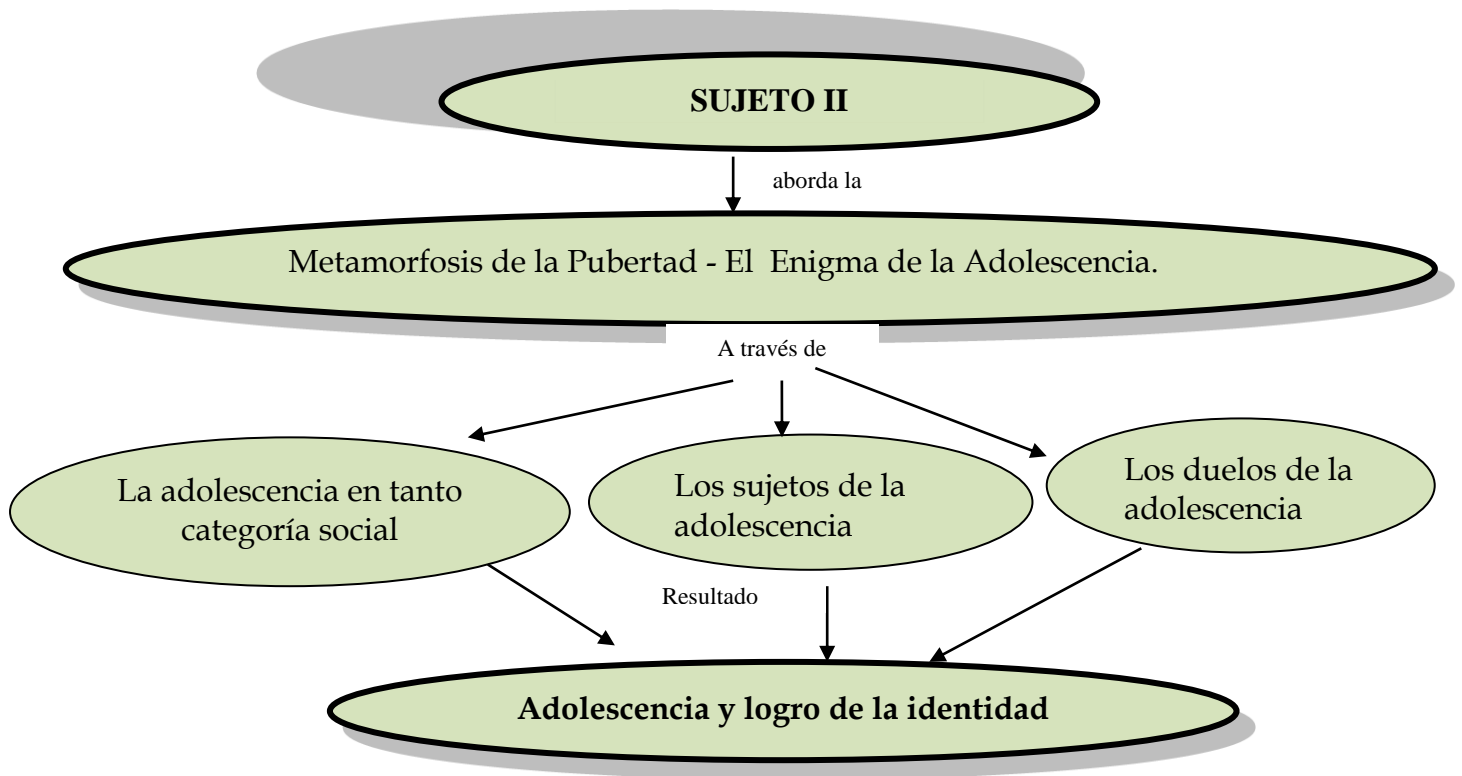 SUJETO II
aborda la
Metamorfosis de la Pubertad - El Enigma de la Adolescencia.
A través de
La adolescencia en tanto
categoría social
Los sujetos de la
adolescencia
Los duelos de la
adolescencia
Resultado
Adolescencia y logro de la identidad